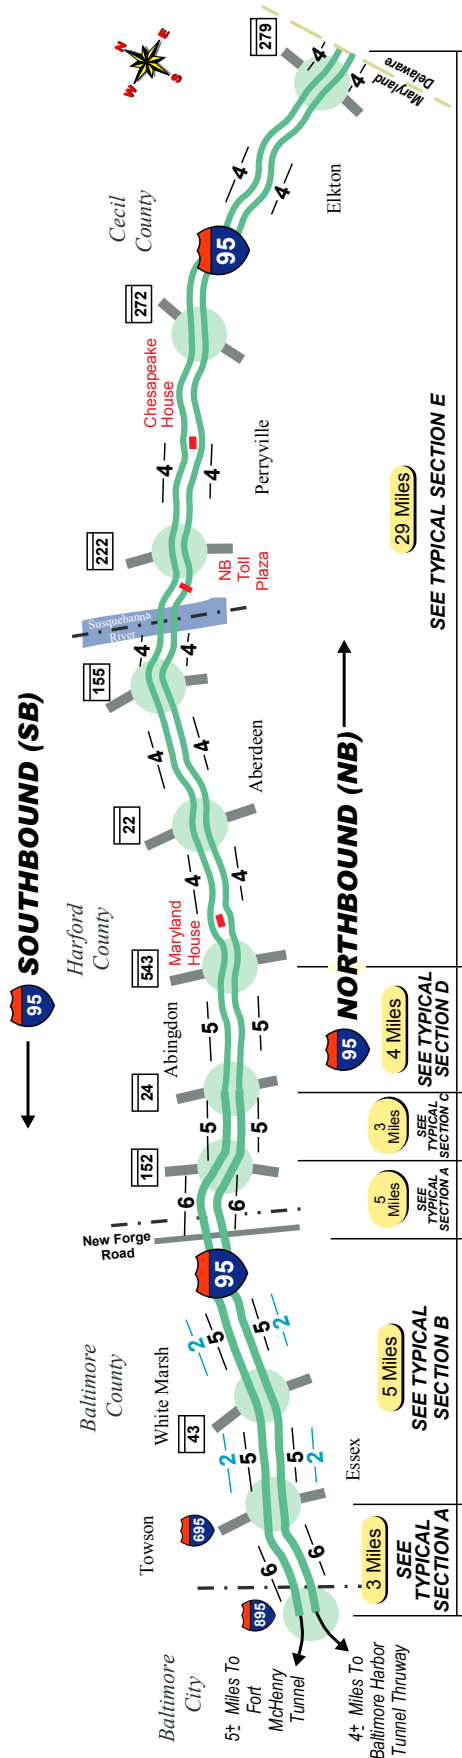 SOUTHBOUND (SB)
95
Baltimore
City
Baltimore
County
Harford
County
Cecil
County
N
E
S
W
895
Towson
695
43
White Marsh
New Forge
Road
152
24
Abingdon
543
Maryland
House
22
155
Susquehanna
River
222
Chesapeake
House
272
95
279
6
2
5
2
5
6
5
5
4
4
4
4
4
4
95
6
5
2
5
2
6
5
5
4
4
4
4
4
4
Essex
Aberdeen
NB
Toll
Plaza
Perryville
Elkton
Maryland
Delaware
5± Miles To
Fort
McHenry
Tunnel
4± Miles To
Baltimore Harbor
Tunnel Thruway
95
NORTHBOUND (NB)
3 Miles
SEE
TYPICAL
SECTION A
5 Miles
SEE TYPICAL
SECTION B
5
Miles
SEE
TYPICAL
SECTION A
3
Miles
SEE
TYPICAL
SECTION C
4 Miles
SEE TYPICAL
SECTION D
29 Miles
SEE TYPICAL SECTION E